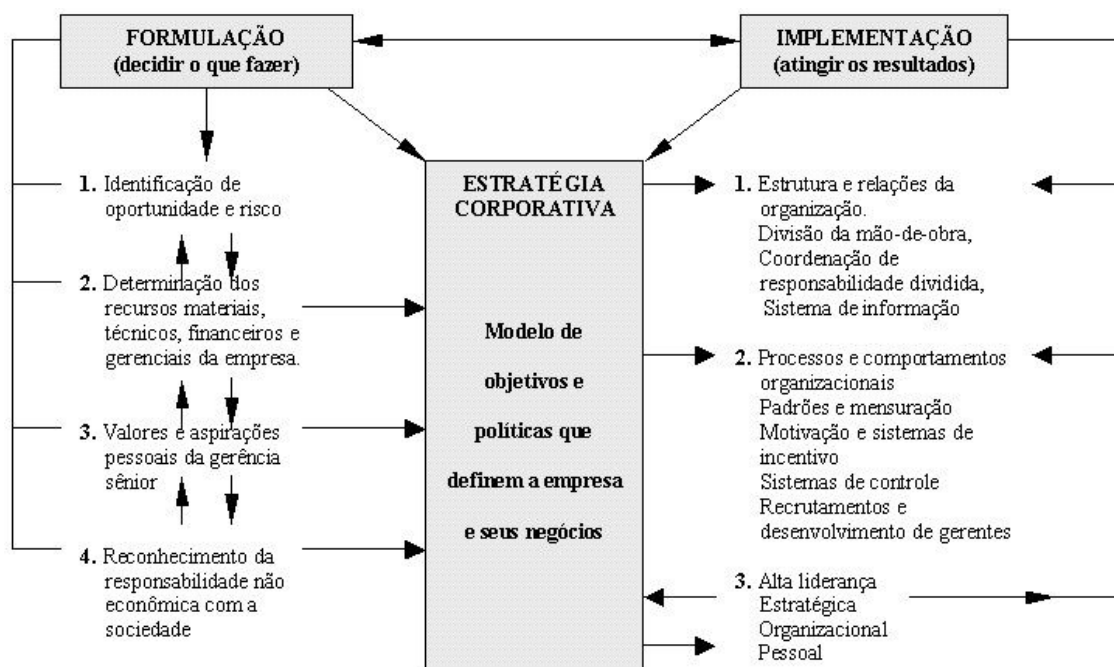 FORMULAÇÃO
(decidir o que fazer)
IMPLEMENTAÇÃO
(atingir os resultados)
1. Identificação de
oportunidade e risco
2. Determinação dos
recursos materiais,
técnicos, financeiros e
gerenciais da empresa.
3. Valores e aspirações
pessoais da gerência
sênior
4. Reconhecimento da
responsabilidade não
econômica com a
sociedade
ESTRATÉGIA
CORPORATIVA
Modelo de
objetivos e
políticas que
definem a empresa
e seus negócios
1. Estrutura e relações da
organização.
Divisão da mão-de-obra,
Coordenação de
responsabilidade dividida,
Sistema de informação
2. Processos e comportamentos
organizacionais
Padrões e mensuração
Motivação e sistemas de
incentivo
Sistemas de controle
Recrutamentos e
desenvolvimento de gerentes
3. Alta liderança
Estratégica
Organizacional
Pessoal